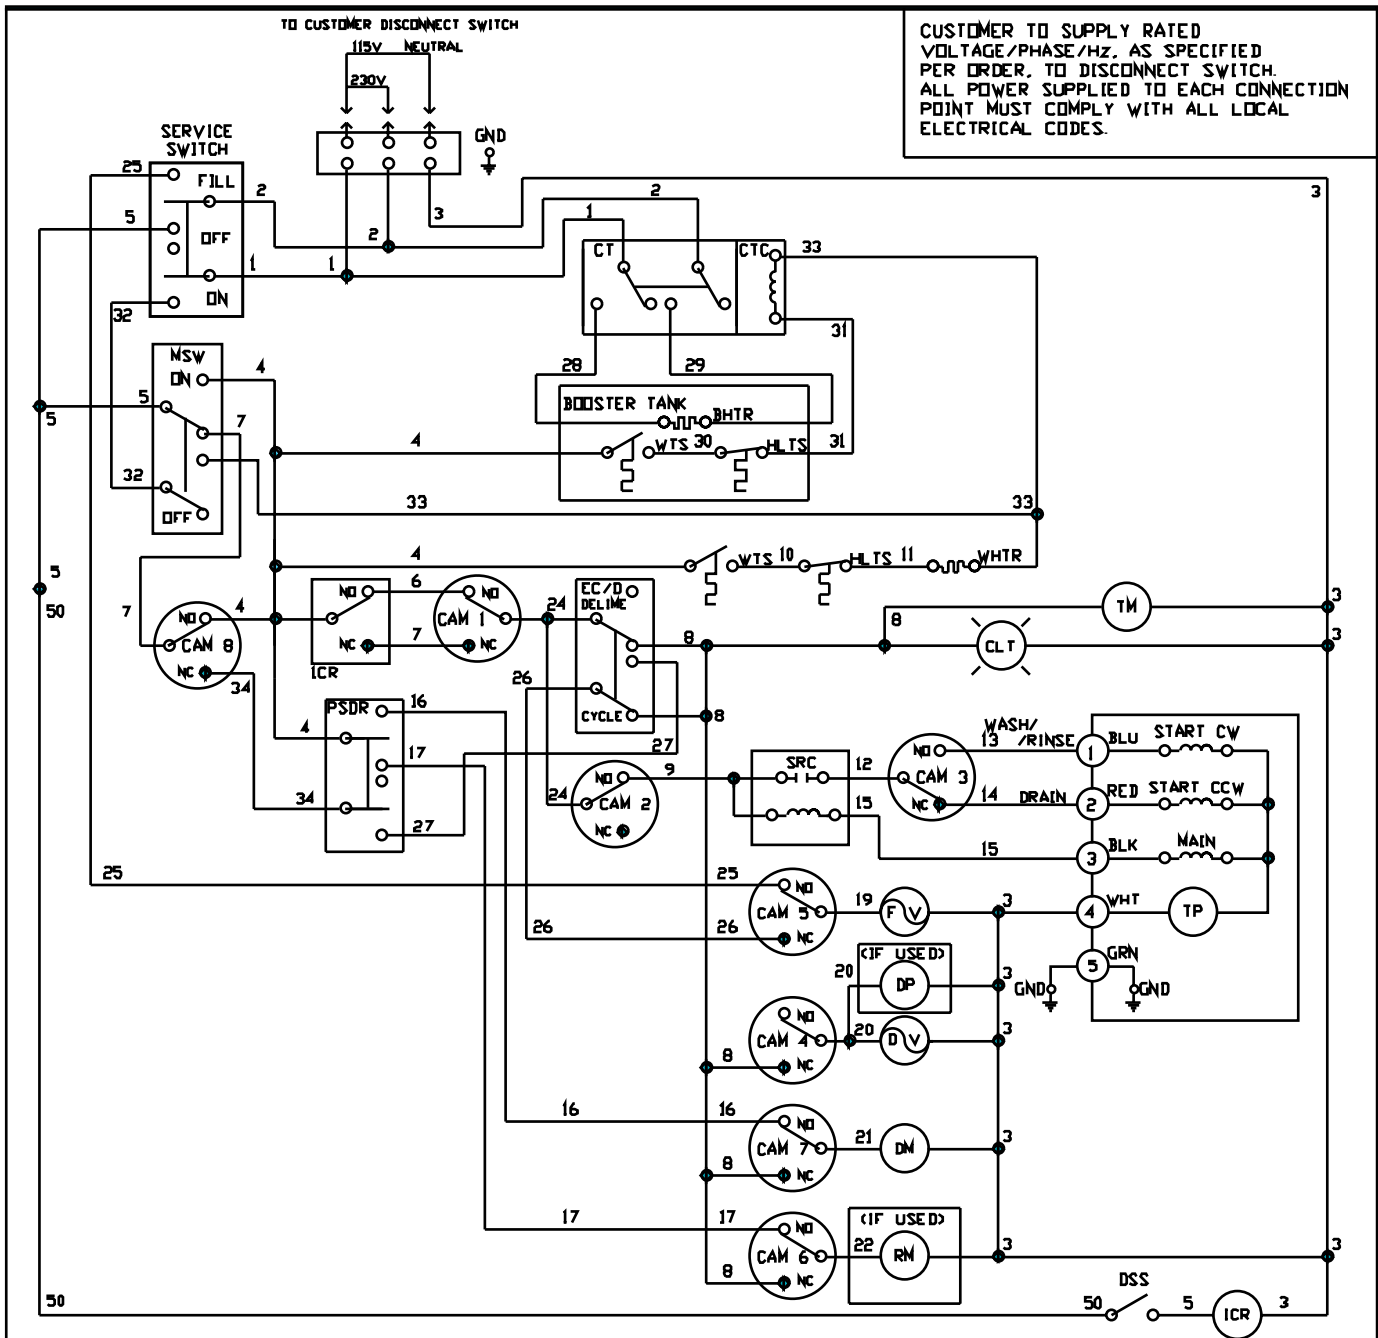 TO CUSTOMER DISCONNECT SWITCH
115V NEUTRAL
230V
CUSTOMER TO SUPPLY RATED
VOLTAGE/PHASE/Hz, AS SPECIFIED
PER ORDER, TO DISCONNECT SWITCH.
ALL POWER SUPPLIED TO EACH CONNECTION
POINT MUST COMPLY WITH ALL LOCAL
ELECTRICAL CODES.
SERVICE
SWITCH
GND
25
FILL
2
2
3
5
OFF
2
3
1
1
1
ON
32
CT
CTC
33
31
MSW
ON
4
28
29
5
5
7
BOOSTER TANK
BHTR
4
WTS 30 HLTS 31
32
OFF
33
33
4
WTS 10 HLTS 11 WHTR
5
50
7
NO
4
CAM 8
NC
34
NO
6
NC
7
ICR
NO
CAM 1
NC
24
EC/D
DELIME
8
26
CYCLE
8
27
8
TM
3
CLT
3
PSDR
16
4
17
34
27
24
NO
9
CAM 2
NC
SRC
12
15
NO
CAM 3
NC
WASH/
13 /RINSE
14 DRAIN
15
1
BLU
START CW
2
RED
START CCW
3
BLK
MAIN
4
WHT
TP
5
GRN
GND
GND
25
25
NO
CAM 5
NC
19
F V
3
26
26
(IF USED)
20
DP
3
NO
CAM 4
NC
20
D V
3
8
16
16
NO
CAM 7
NC
21
DM
3
8
17
17
NO
CAM 6
NC
(IF USED)
22
RM
3
3
8
50
DSS
50
5
ICR
3